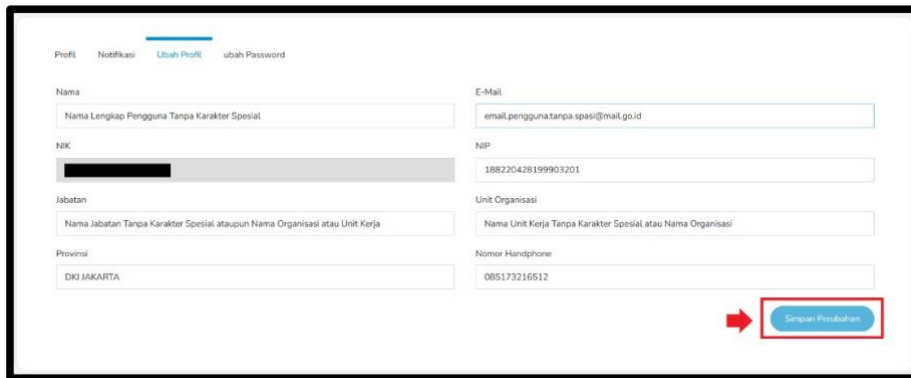 Profil Notifikasi Ubah Profil ubah Password
Nama E-Mail
Nama Lengkap Pengguna Tanpa Karakter Spesial email.pengguna.tanpa.spasi@mail.go.id
NIK NIP
188220428199903201
Jabatan Unit Organisasi
Nama Jabatan Tanpa Karakter Spesial ataupun Nama Organisasi atau Unit Kerja Nama Unit Kerja Tanpa Karakter Spesial atau Nama Organisasi
Provinsi Nomor Handphone
DKI JAKARTA 085173216512
Simpan Perubahan